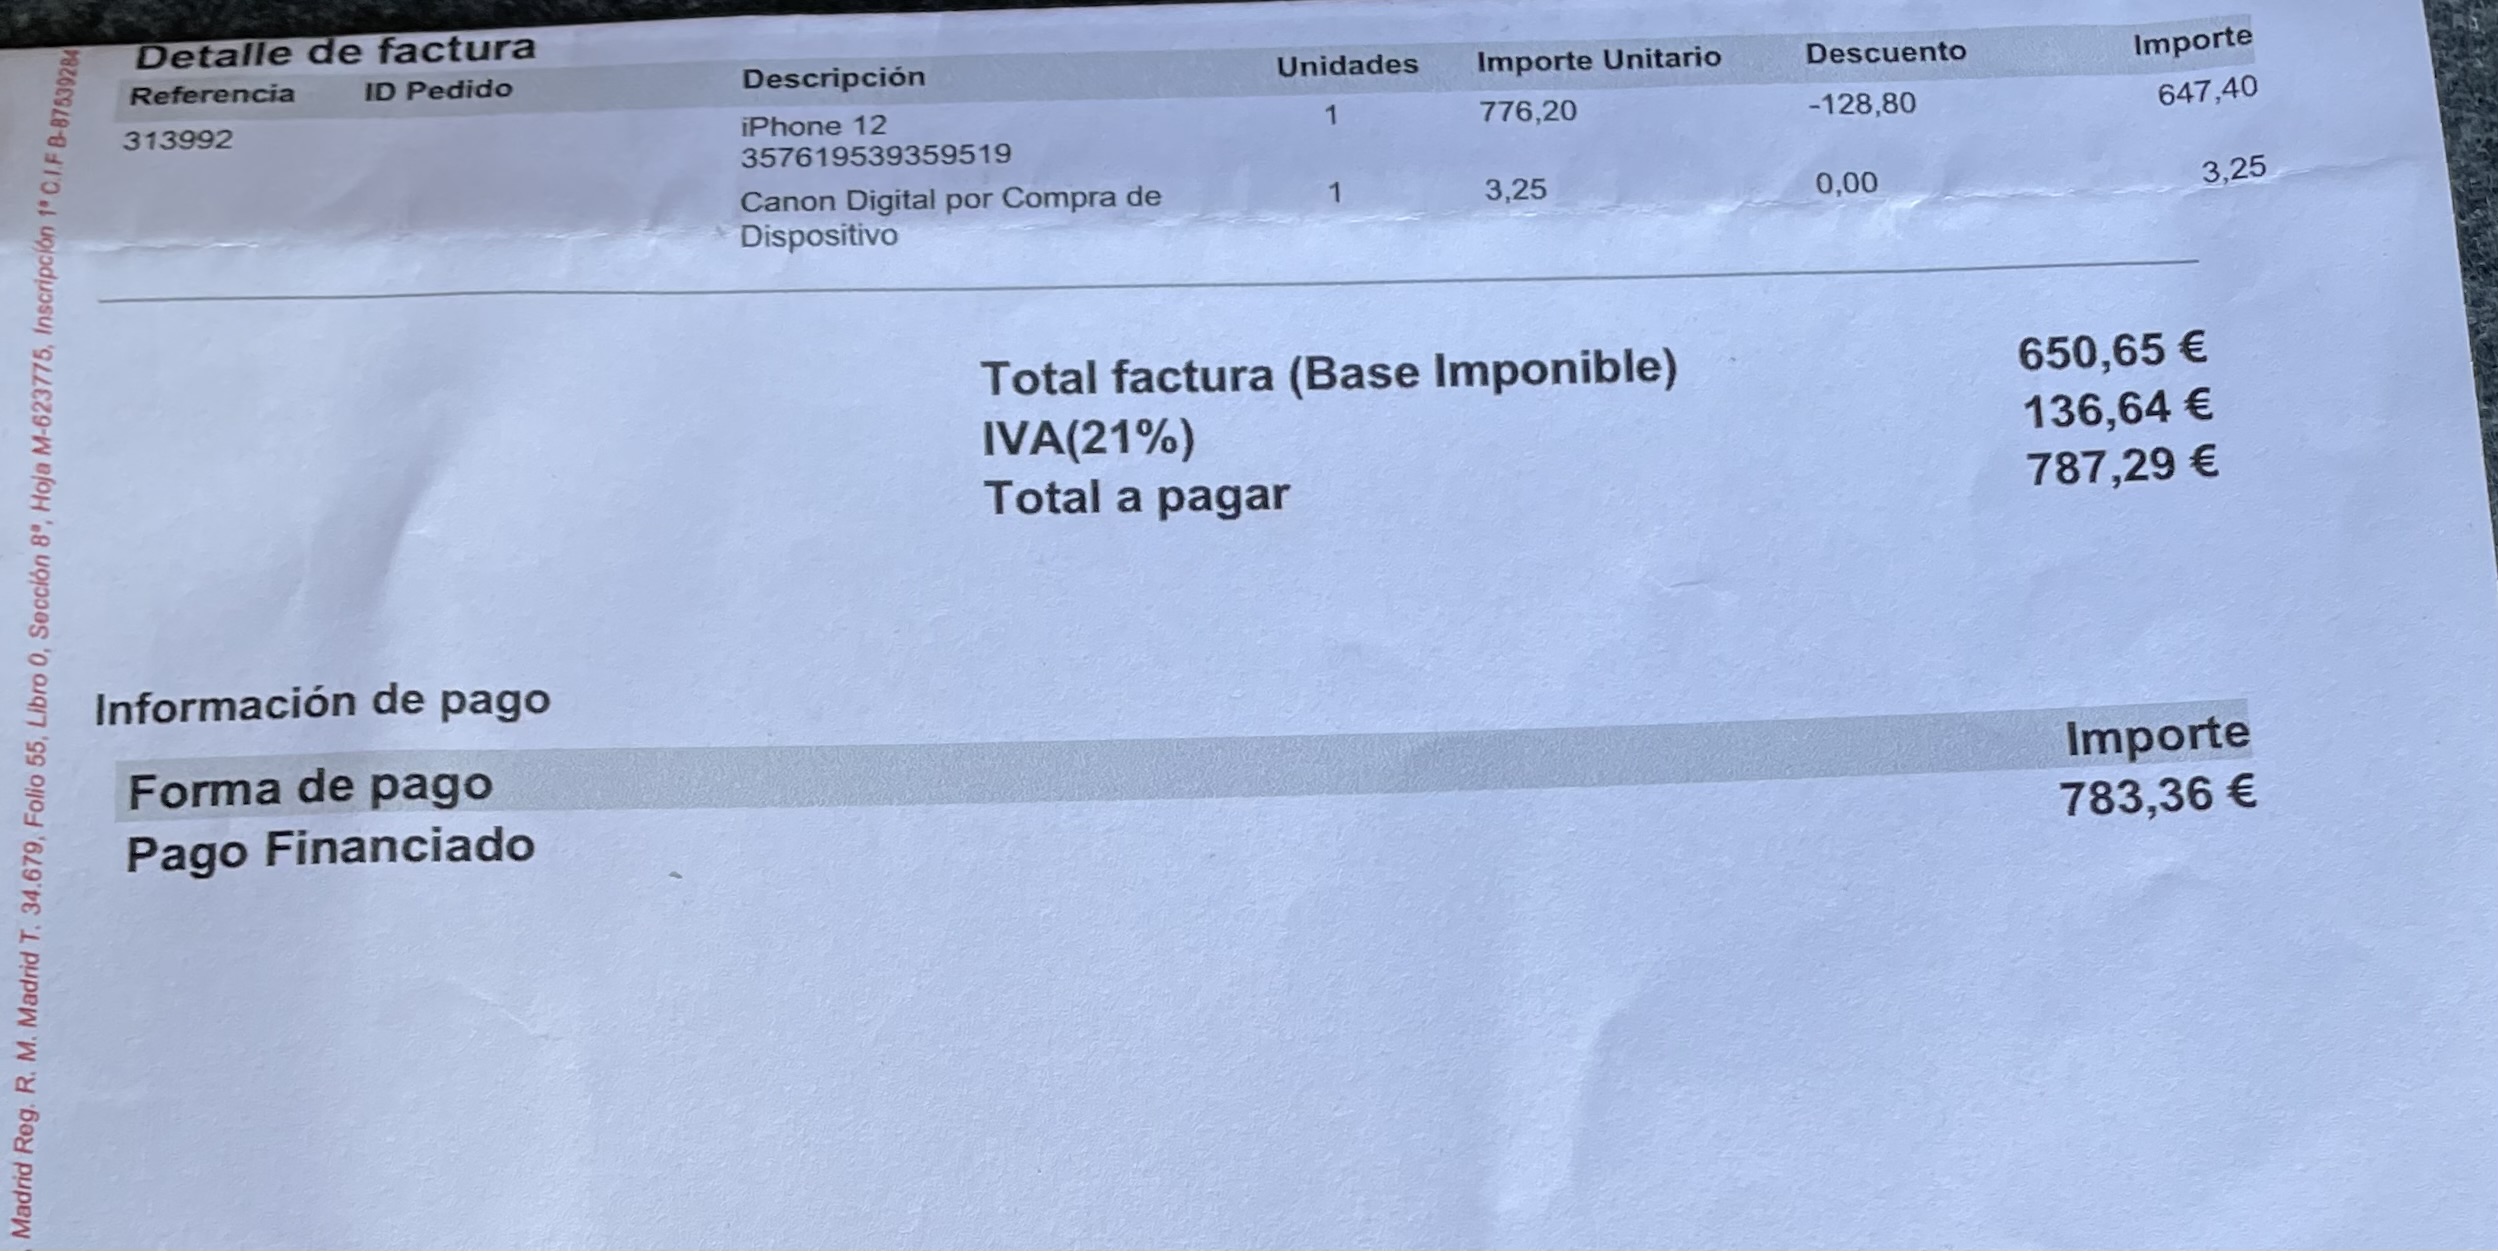 Detalle de factura
Referencia ID Pedido Descripción Unidades Importe Unitario Descuento Importe
313992 iPhone 12 1 776,20 -128,80 647,40
357619539359519
Canon Digital por Compra de 1 3,25 0,00 3,25
Dispositivo
Total factura (Base Imponible) 650,65 €
IVA(21%) 136,64 €
Total a pagar 787,29 €
Información de pago
Forma de pago Importe
Pago Financiado 783,36 €
Madrid Reg. R. M. Madrid T. 34.679, Folio 55, Libro 0, Sección 8ª, Hoja M-623775, Inscripción 1ª C.I.F B-87539284